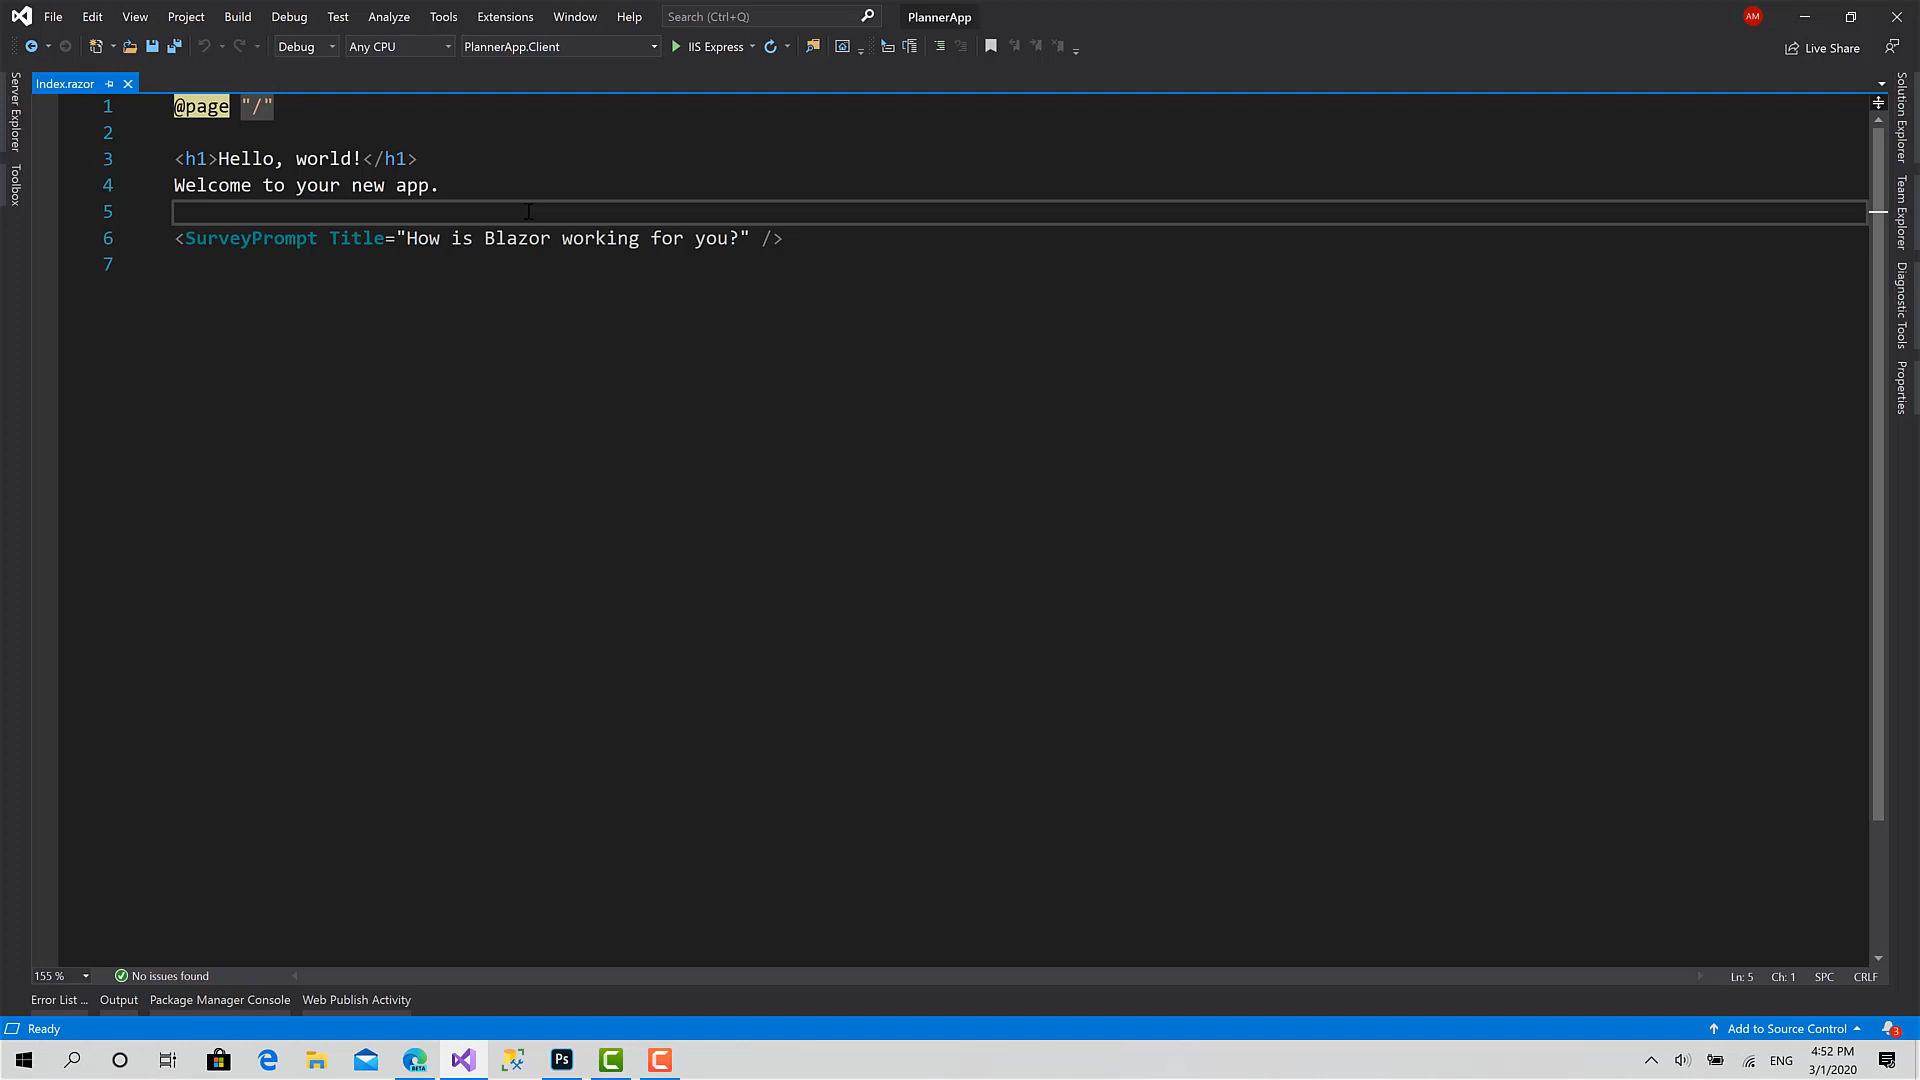 File Edit View Project Build Debug Test Analyze Tools Extensions Window Help Search (Ctrl+Q) PlannerApp AM
Debug Any CPU PlannerApp.Client IIS Express Live Share
Index.razor
Server Explorer
Toolbox
1 @page "/"
2
3 <h1>Hello, world!</h1>
4 Welcome to your new app.
5
6 <SurveyPrompt Title="How is Blazor working for you?" />
7
Solution Explorer
Team Explorer
Diagnostic Tools
Properties
155 % No issues found Ln: 5 Ch: 1 SPC CRLF
Error List ... Output Package Manager Console Web Publish Activity
Ready Add to Source Control 3
BETA Ps C C ENG 4:52 PM
3/1/2020